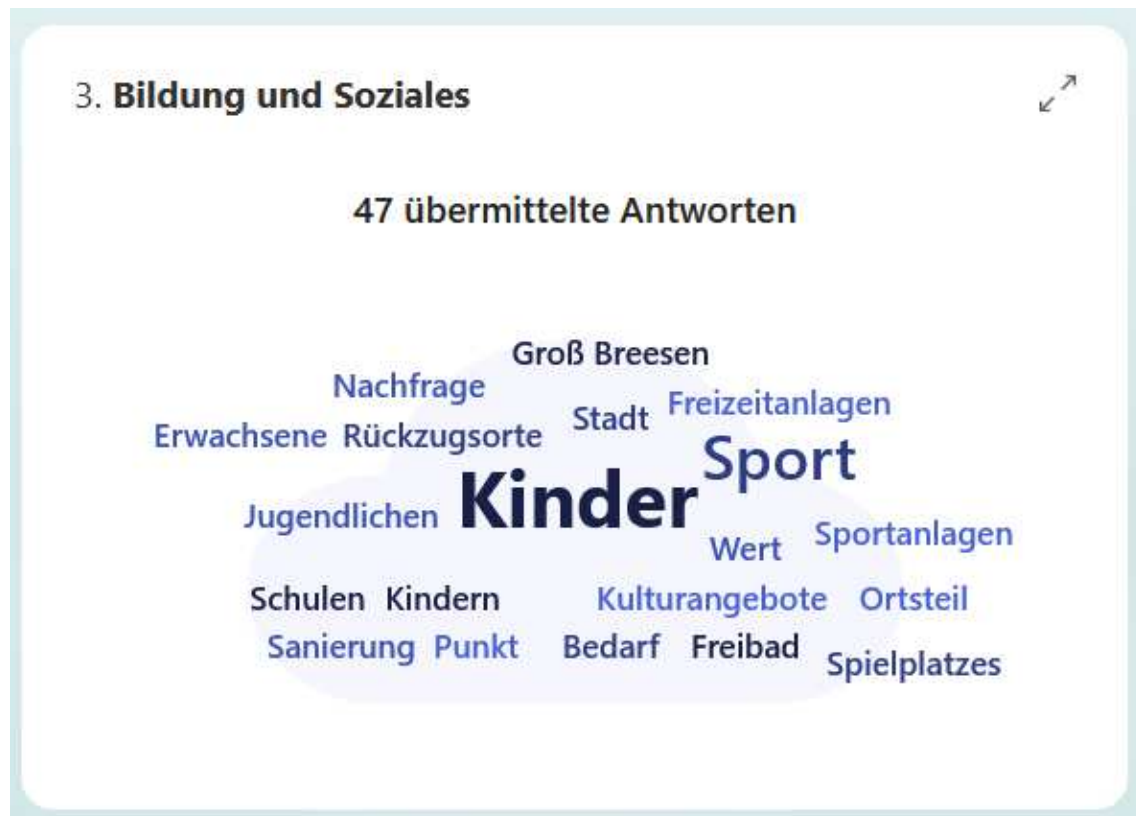 3. Bildung und Soziales
47 übermittelte Antworten
Groß Breesen
Nachfrage
Freizeitanlagen
Stadt
Erwachsene Rückzugsorte
Sport
Kinder
Jugendlichen
Sportanlagen
Wert
Schulen Kindern Kulturangebote Ortsteil
Sanierung Punkt Bedarf Freibad
Spielplatzes